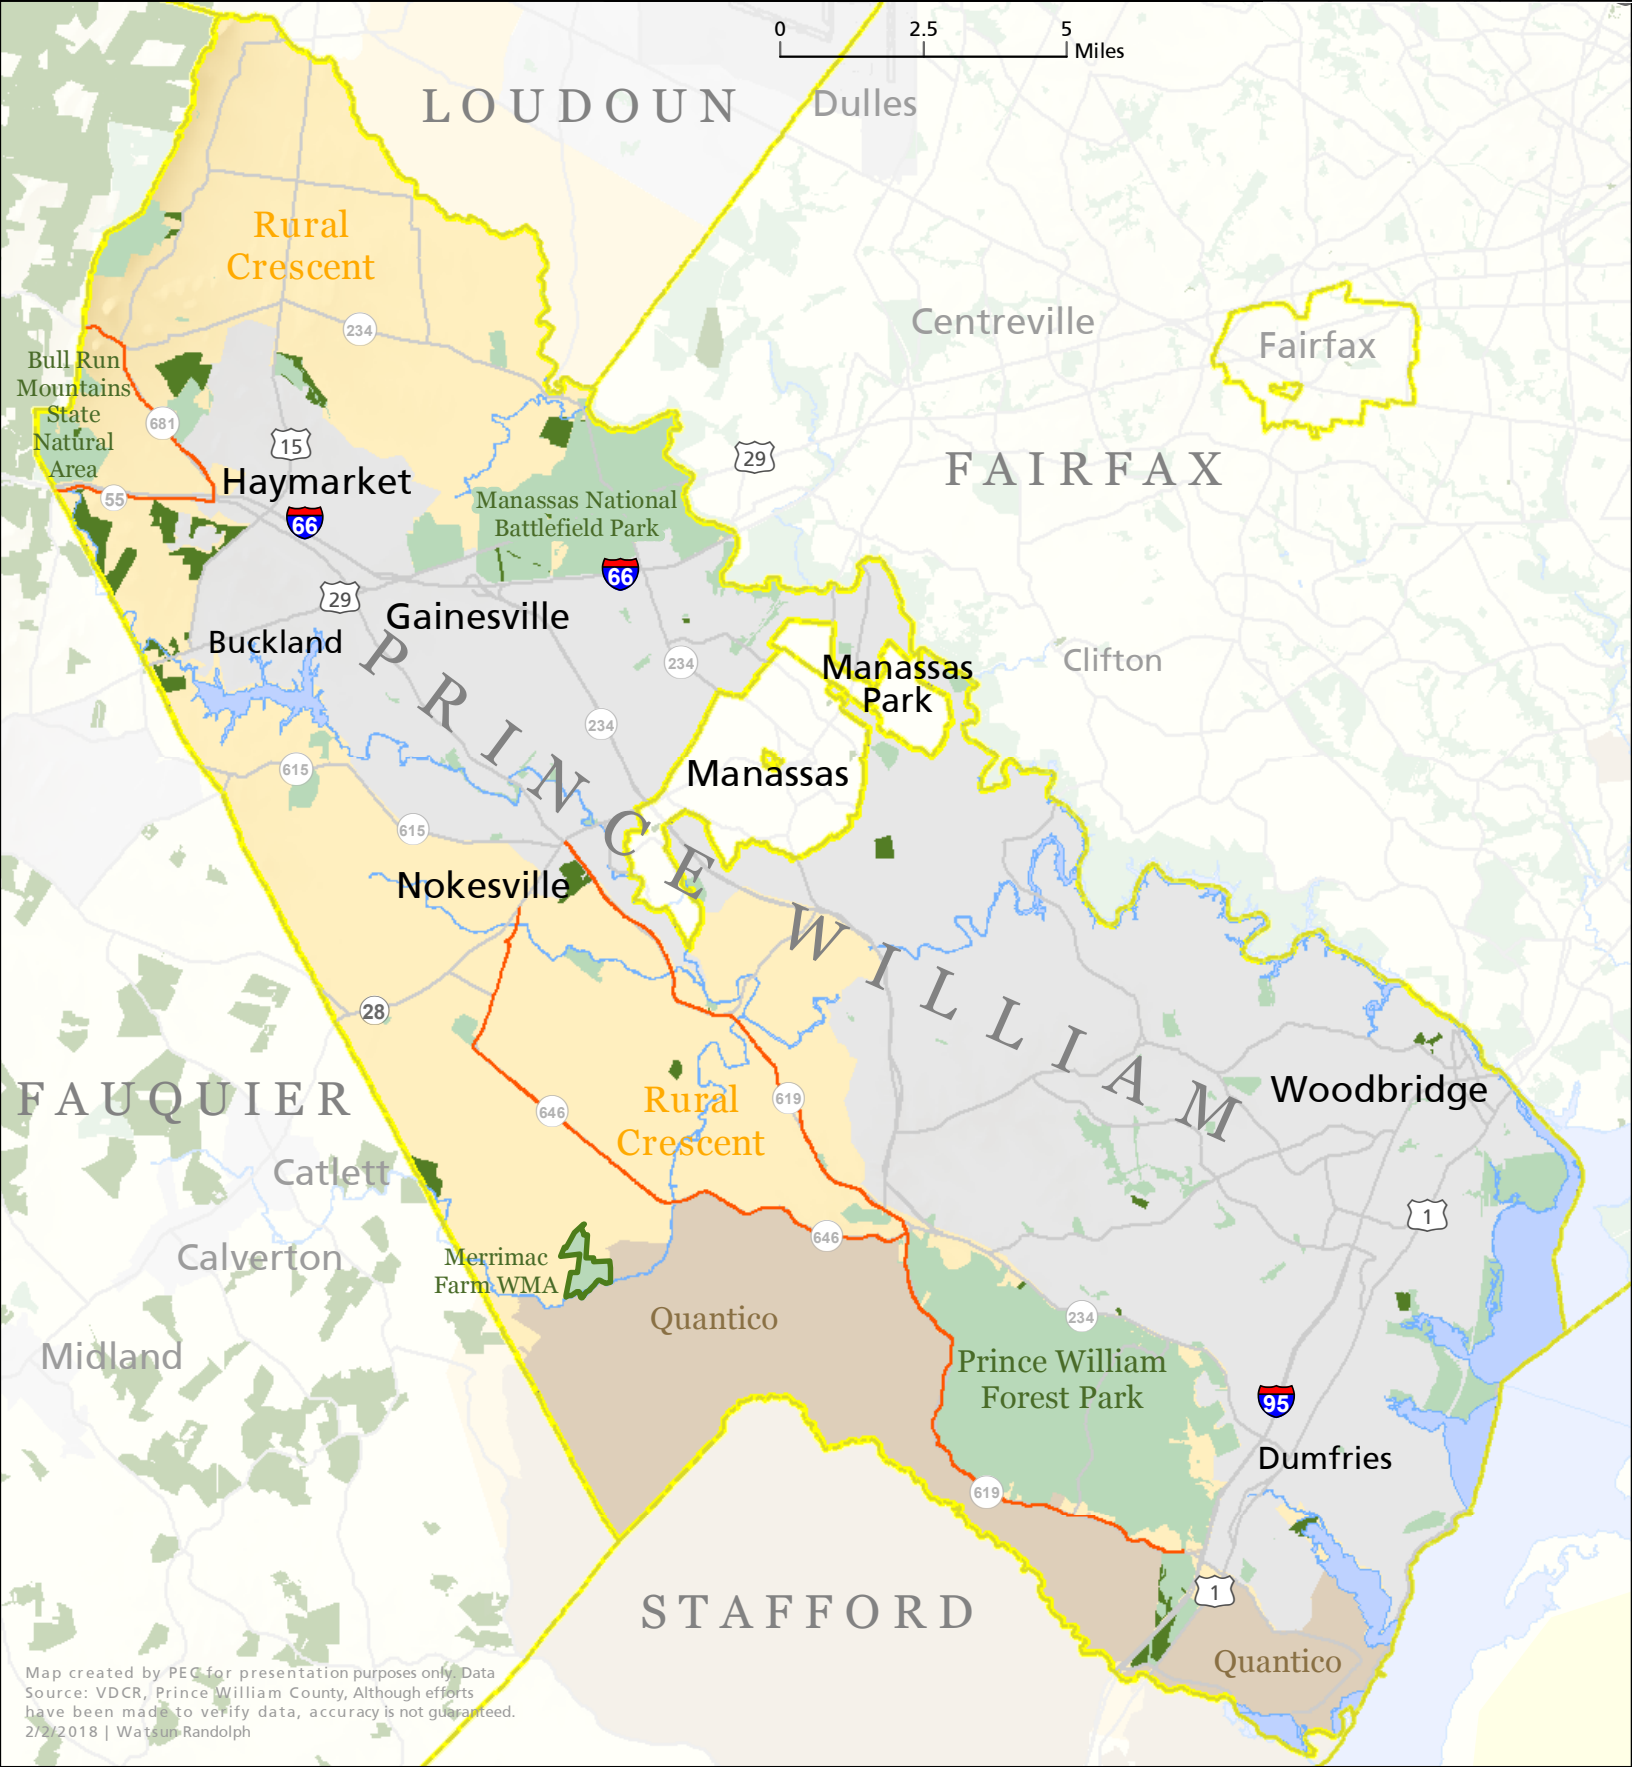 0 2.5 5
Miles
LOUDOUN
Dulles
Rural
Crescent
234
Centreville
Fairfax
Bull Run
Mountains
State
Natural
Area
681
15
29
FAIRFAX
Haymarket
55
66
Manassas National
Battlefield Park
66
29
Gainesville
Buckland
234
Manassas
Park
Clifton
PRINCE WILLIAM
234
615
Manassas
615
Nokesville
28
FAUQUIER
Rural
Crescent
646
619
Woodbridge
Catlett
1
Calverton
Merrimac
Farm WMA
646
Quantico
234
Midland
Prince William
Forest Park
95
Dumfries
619
1
STAFFORD
Quantico
Map created by PEC for presentation purposes only. Data
Source: VDCR, Prince William County, Although efforts
have been made to verify data, accuracy is not guaranteed.
2/2/2018 | Watsun Randolph